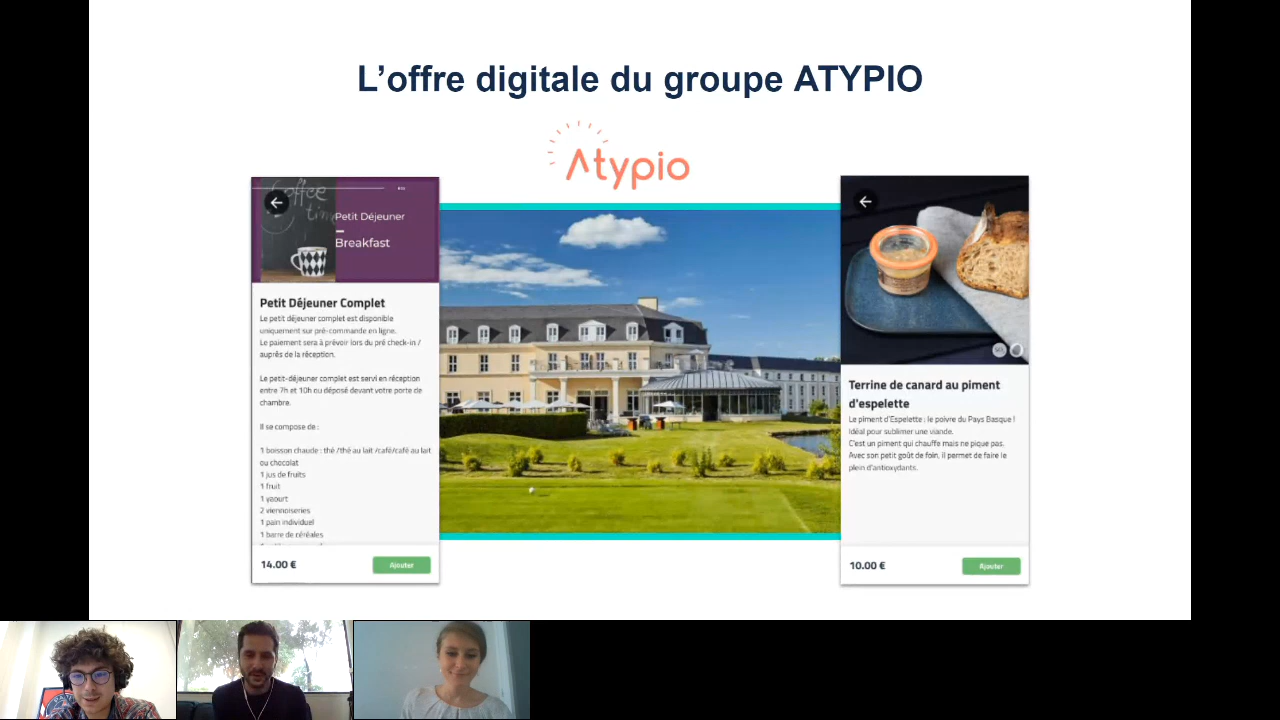 L'offre digitale du groupe ATYPIO
Atypio
Coffee
time
Petit Déjeuner
Breakfast
Petit Déjeuner Complet
Le petit déjeuner complet est disponible
uniquement sur pré-commande en ligne.
Le paiement sera à prévoir lors du pré check-in /
auprès de la réception.
Le petit-déjeuner complet est servi en réception
entre 7h et 10h ou déposé devant votre porte de
chambre.
Il se compose de :
1 boisson chaude : thé /thé au lait /café/café au lait
ou chocolat
1 jus de fruits
1 fruit
1 yaourt
2 viennoiseries
1 pain individuel
1 barre de céréales
14.00 €
Ajouter
Terrine de canard au piment
d'espelette
Le piment d'Espelette : le poivre du Pays Basque !
Idéal pour sublimer une viande.
C'est un piment qui chauffe mais ne pique pas.
Avec son petit goût de foin, il permet de faire le
plein d'antioxydants.
10.00 €
Ajouter